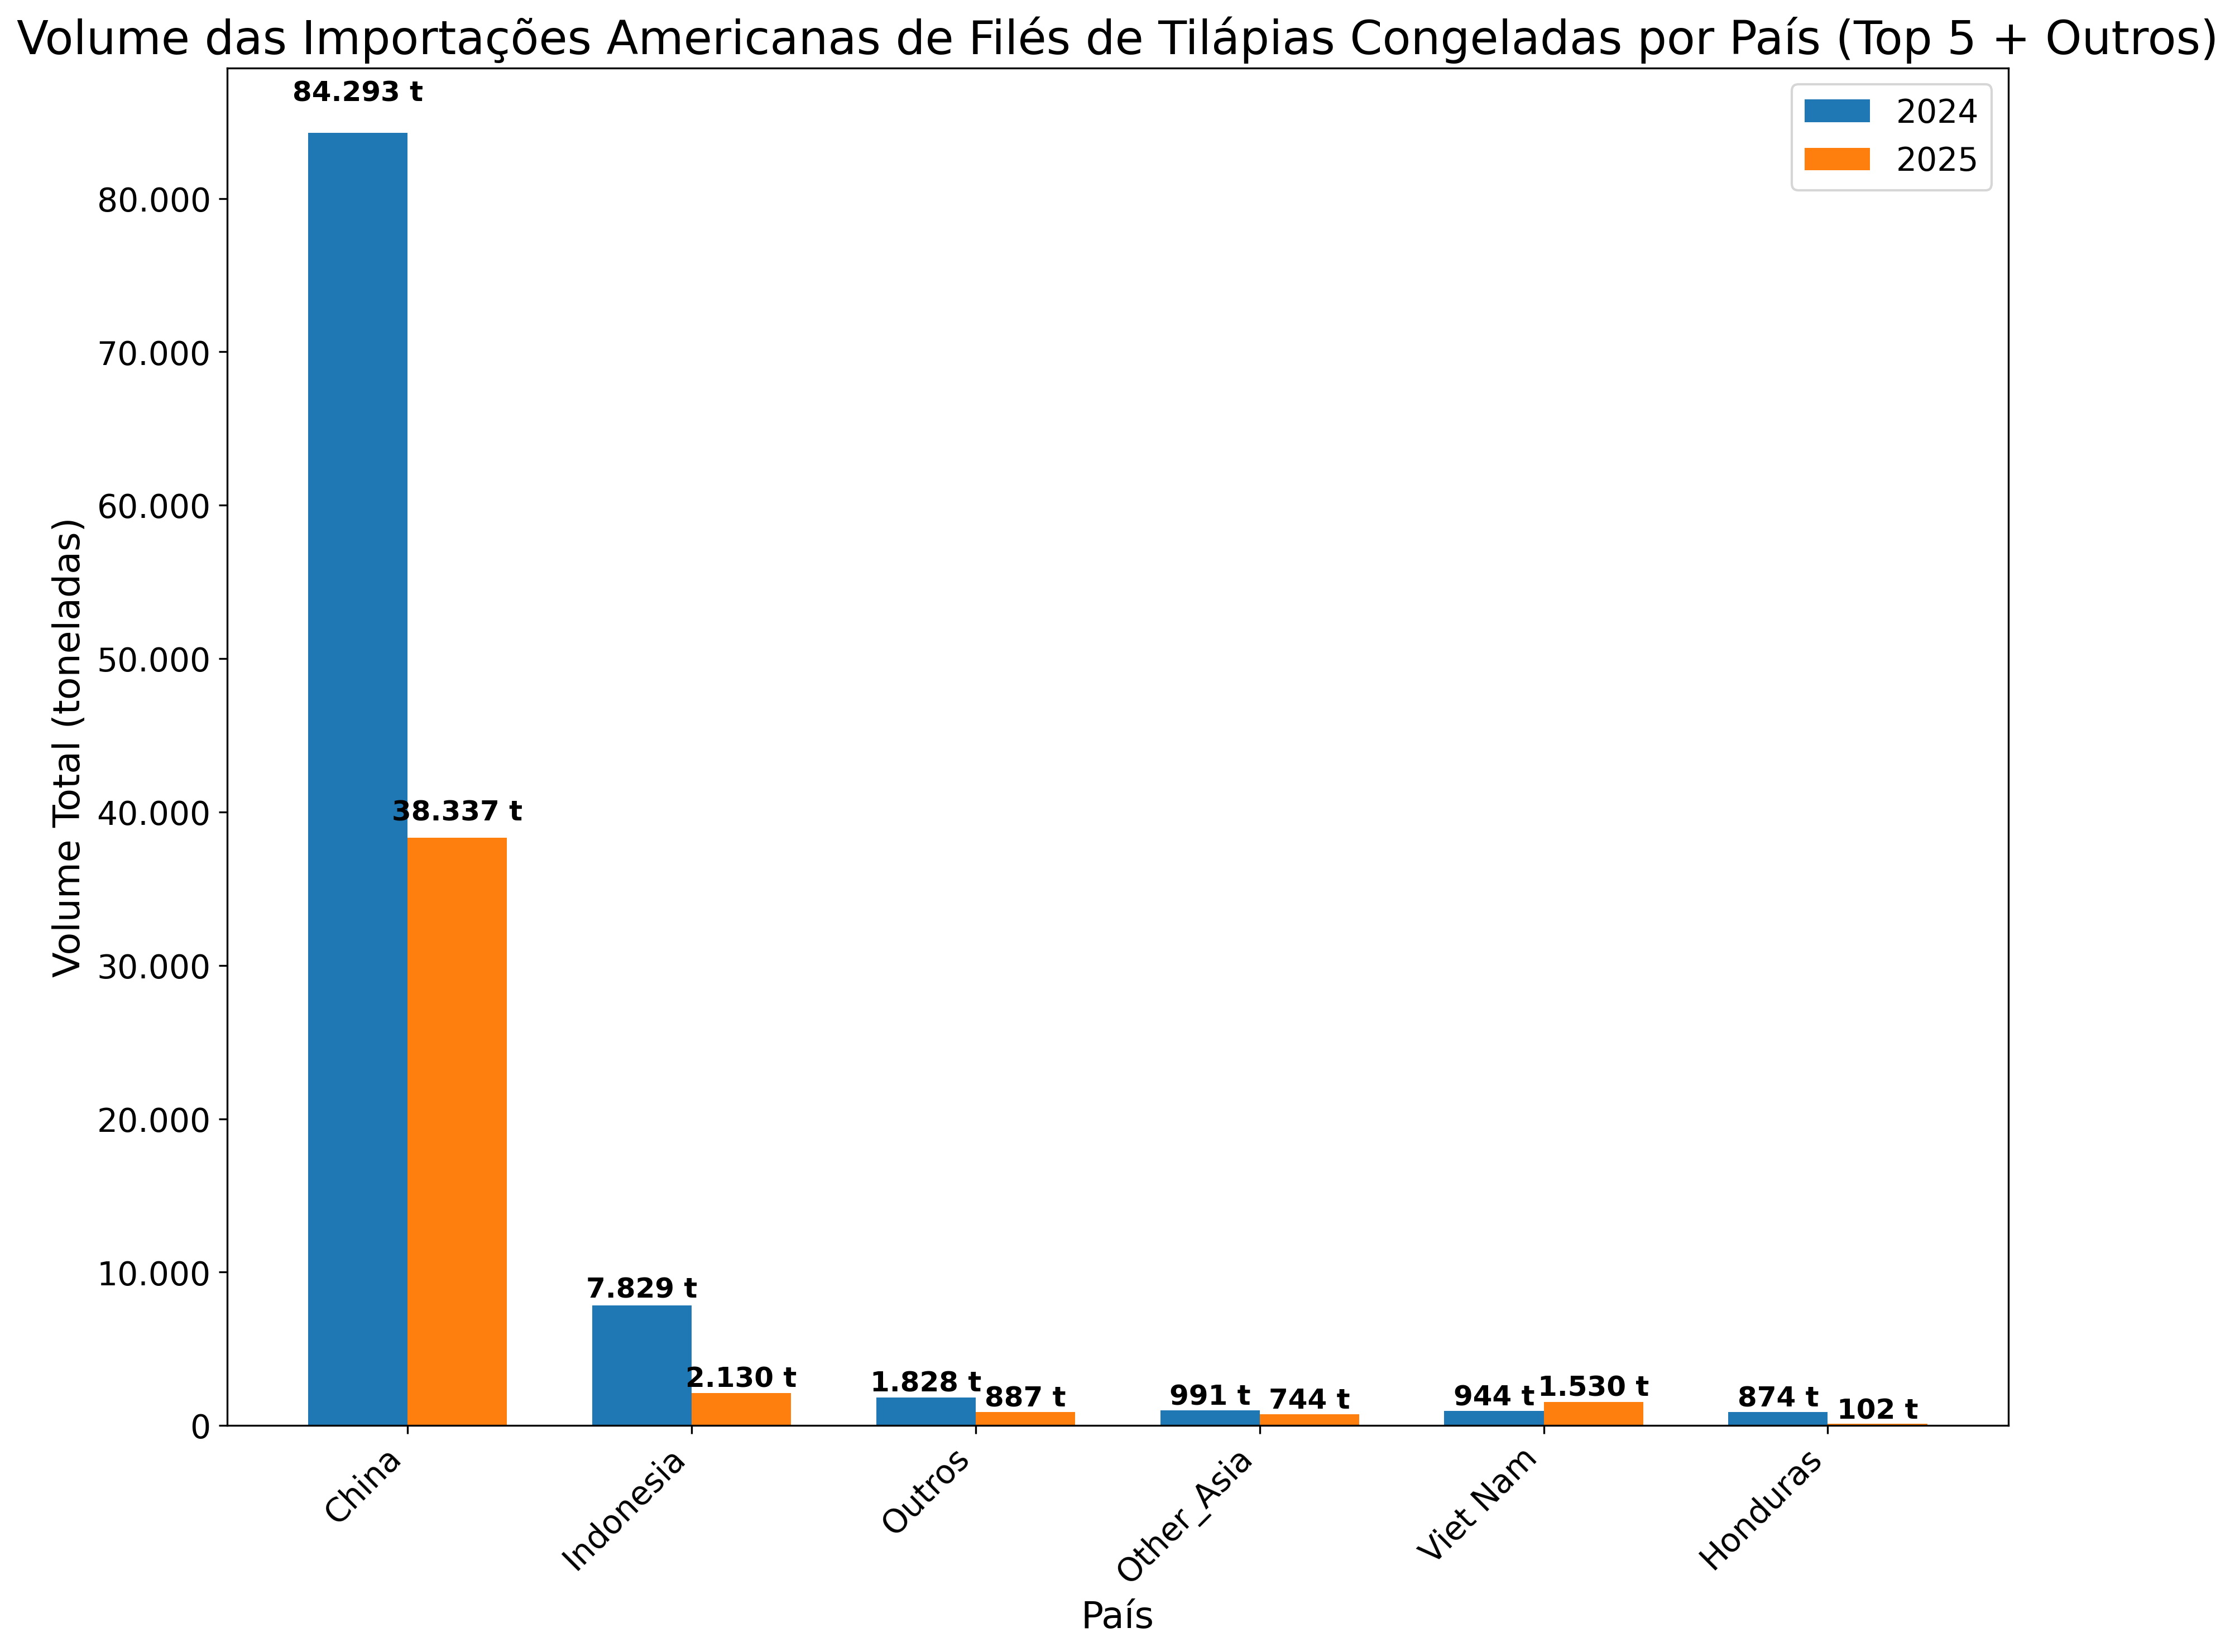 Volume das Importações Americanas de Filés de Tilápias Congeladas por País (Top 5 + Outros)
84.293 t
2024
2025
80.000
70.000
60.000
50.000
40.000
30.000
20.000
10.000
0
Volume Total (toneladas)
38.337 t
7.829 t
2.130 t
1.828 t
887 t
991 t
744 t
944 t
1.530 t
874 t
102 t
China
Indonesia
Outros
Other_Asia
Viet Nam
Honduras
País